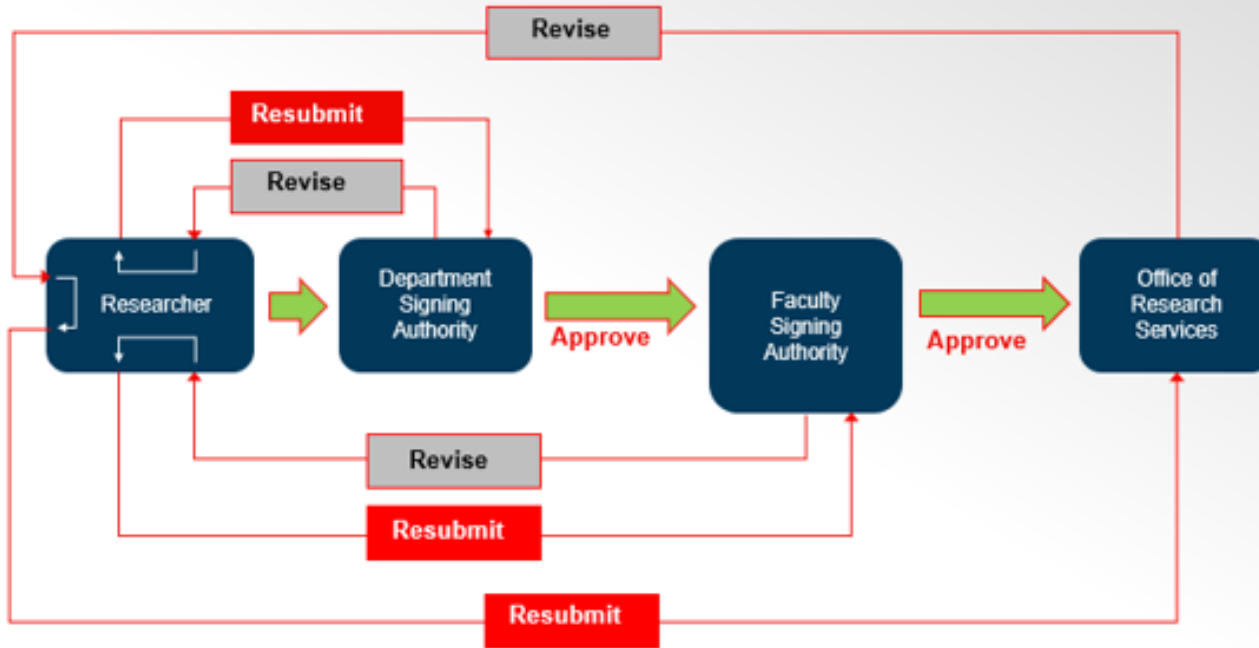 Revise
Resubmit
Revise
Researcher
Department
Signing
Authority
Approve
Faculty
Signing
Authority
Approve
Office of
Research
Services
Revise
Resubmit
Resubmit